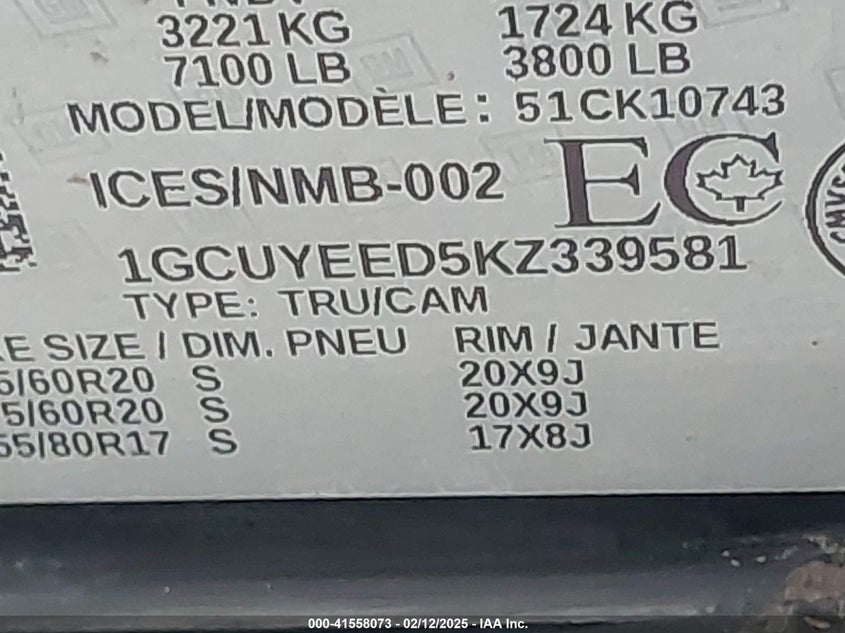 3221 KG 1724 KG
7100 LB 3800 LB
MODEL/MODÈLE: 51CK10743
ICES/NMB-002 EC
1GCUYEED5KZ339581
TYPE: TRU/CAM
E SIZE / DIM. PNEU RIM / JANTE
/60R20 S 20X9J
5/60R20 S 20X9J
55/80R17 S 17X8J
000-41558073 - 02/12/2025 - IAA Inc.